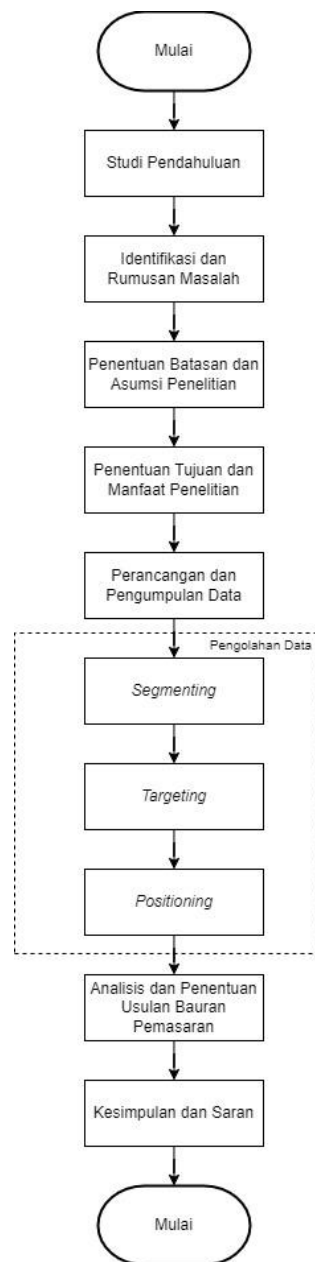 Mulai
Studi Pendahuluan
Identifikasi dan
Rumusan Masalah
Penentuan Batasan dan
Asumsi Penelitian
Penentuan Tujuan dan
Manfaat Penelitian
Perancangan dan
Pengumpulan Data
Pengolahan Data
Segmenting
Targeting
Positioning
Analisis dan Penentuan
Usulan Bauran
Pemasaran
Kesimpulan dan Saran
Mulai